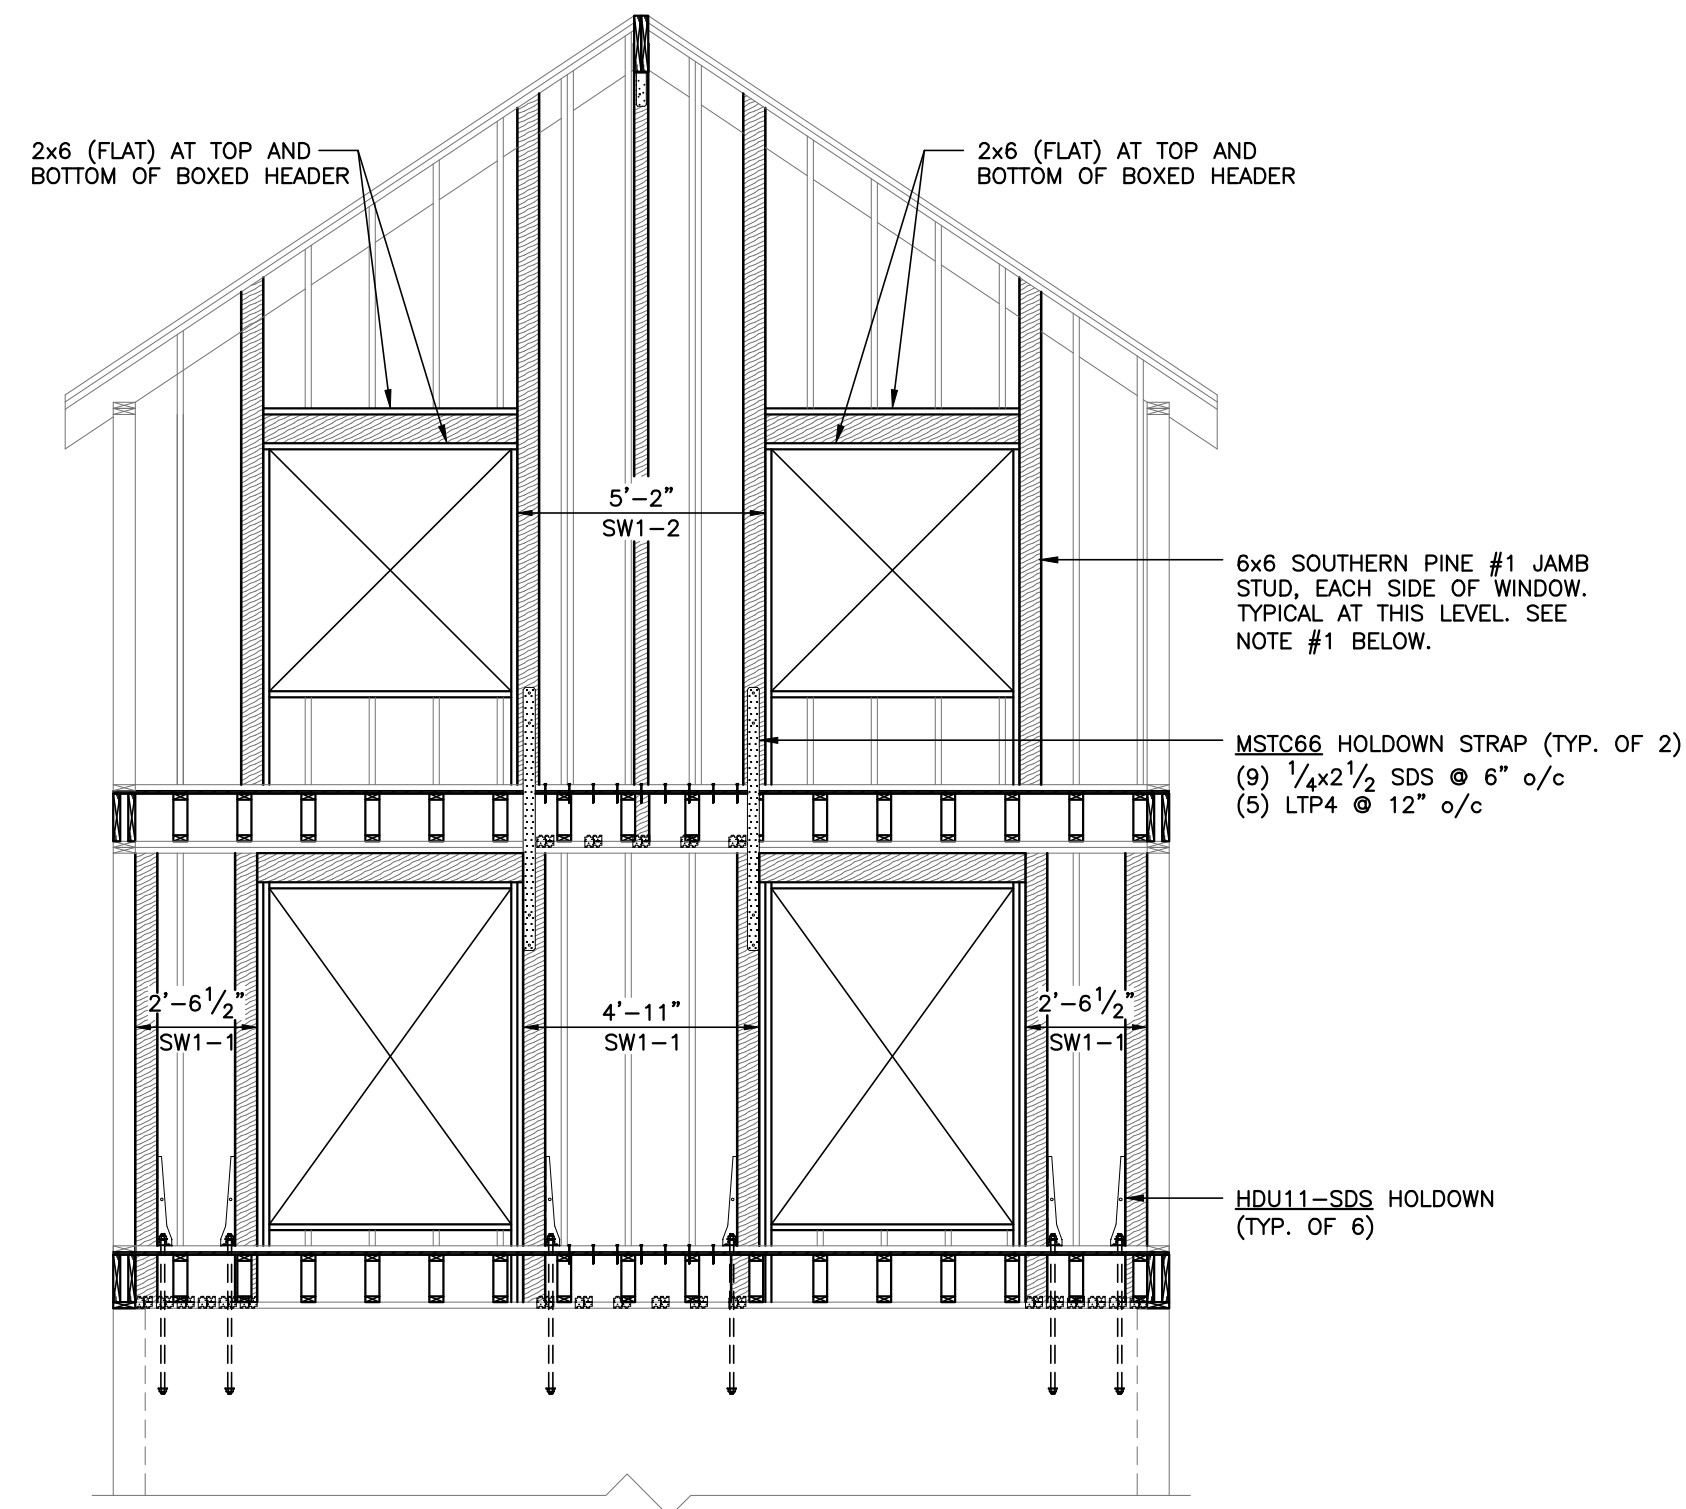 2x6 (FLAT) AT TOP AND
BOTTOM OF BOXED HEADER
2x6 (FLAT) AT TOP AND
BOTTOM OF BOXED HEADER
5'-2"
SW1-2
6x6 SOUTHERN PINE #1 JAMB
STUD, EACH SIDE OF WINDOW.
TYPICAL AT THIS LEVEL. SEE
NOTE #1 BELOW.
MSTC66 HOLDOWN STRAP (TYP. OF 2)
(9) 1/4x2 1/2 SDS @ 6" o/c
(5) LTP4 @ 12" o/c
2'-6 1/2"
SW1-1
4'-11"
SW1-1
2'-6 1/2"
SW1-1
HDU11-SDS HOLDOWN
(TYP. OF 6)